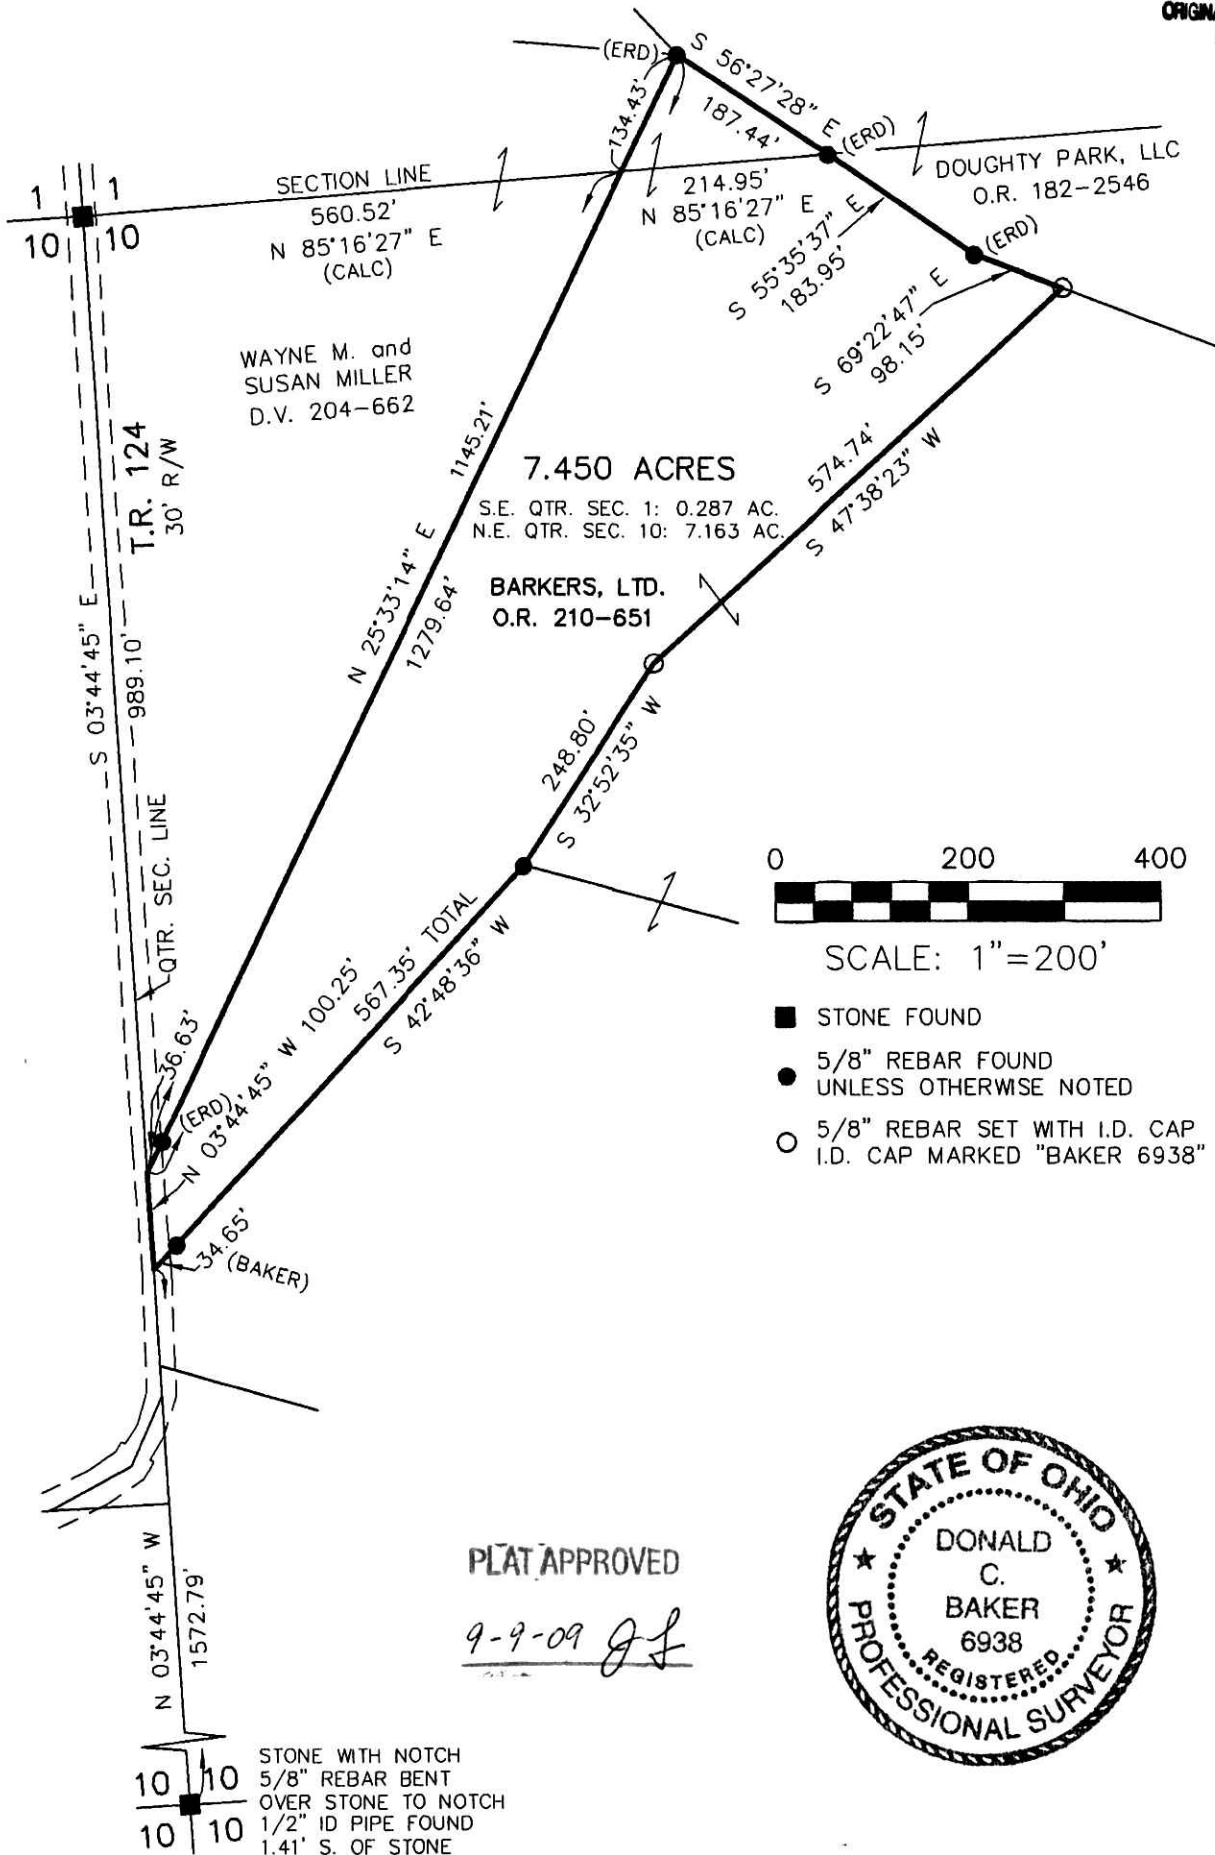 (ERD)
S 56°27'28" E
187.44'
(ERD)
134.43'
SECTION LINE
560.52'
N 85°16'27" E
(CALC)
214.95'
N 85°16'27" E
(CALC)
DOUGHTY PARK, LLC
O.R. 182-2546
1 1
10 10
S 55°35'37" E
183.95'
(ERD)
S 69°22'47" E
98.15'
WAYNE M. and
SUSAN MILLER
D.V. 204-662
T.R. 124
30' R/W
1145.21'
7.450 ACRES
S.E. QTR. SEC. 1: 0.287 AC.
N.E. QTR. SEC. 10: 7.163 AC.
574.74'
S 47°38'23" W
BARKERS, LTD.
O.R. 210-651
N 25°33'14" E
1279.64'
S 03°44'45" E
989.10'
QTR. SEC. LINE
248.80'
S 32°52'35" W
567.35' TOTAL
S 42°48'36" W
36.63'
(ERD)
N 03°44'45" W 100.25'
34.65'
(BAKER)
0 200 400
SCALE: 1"=200'
STONE FOUND
5/8" REBAR FOUND
UNLESS OTHERWISE NOTED
5/8" REBAR SET WITH I.D. CAP
I.D. CAP MARKED "BAKER 6938"
PLAT APPROVED
9-9-09
STATE OF OHIO
DONALD
C.
BAKER
6938
REGISTERED
PROFESSIONAL SURVEYOR
N 03°44'45" W
1572.79'
10 10
10 10
STONE WITH NOTCH
5/8" REBAR BENT
OVER STONE TO NOTCH
1/2" ID PIPE FOUND
1.41' S. OF STONE